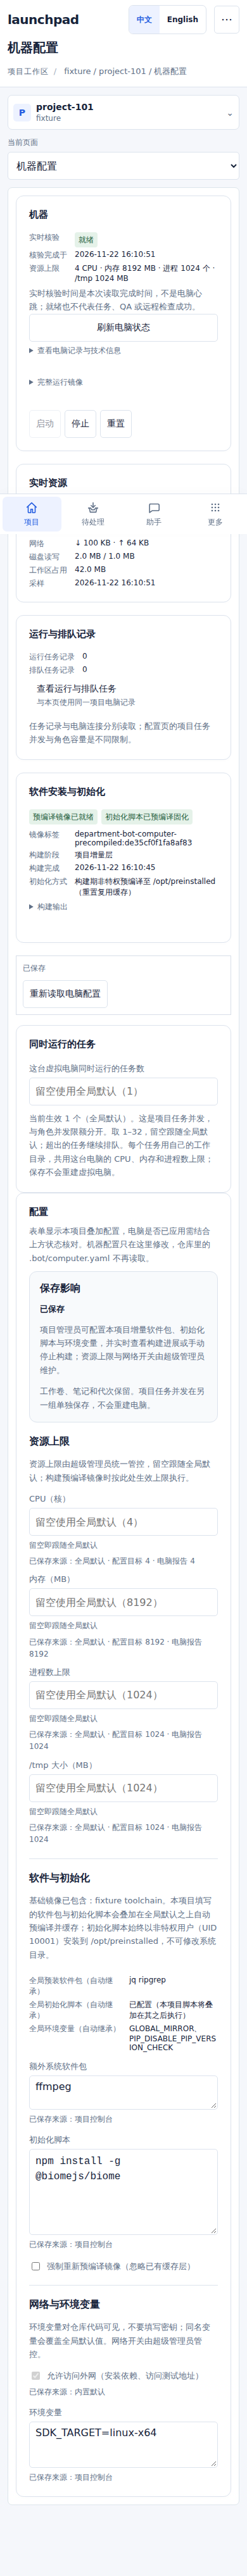 launchpad
中文
English
机器配置
项目工作区 / fixture / project-101 / 机器配置
P
project-101
fixture
当前页面
机器配置
机器
实时核验 就绪
核验完成于 2026-11-22 16:10:51
资源上限 4 CPU · 内存 8192 MB · 进程 1024 个 ·
/tmp 1024 MB
实时核验时间是本次读取完成时间，不是电脑心
跳；就绪也不代表任务、QA 或远程检查成功。
刷新电脑状态
查看电脑记录与技术信息
完整运行镜像
启动
停止
重置
实时资源
项目
待处理
助手
更多
网络 ↓ 100 KB · ↑ 64 KB
磁盘读写 2.0 MB / 1.0 MB
工作区占用 42.0 MB
采样 2026-11-22 16:10:51
运行与排队记录
运行任务记录 0
排队任务记录 0
查看运行与排队任务
与本页使用同一项目电脑记录
任务记录与电脑连接分别读取；配置页的项目任务
并发与角色容量是不同限制。
软件安装与初始化
预编译镜像已就绪
初始化脚本已预编译固化
镜像标签 department-bot-computer-
precompiled:de35cf0f1fa8af83
构建阶段 项目增量层
构建完成 2026-11-22 16:10:45
初始化方式 构建期非特权预编译至 /opt/preinstalled
（重置复用缓存）
构建输出
已保存
重新读取电脑配置
同时运行的任务
这台虚拟电脑同时运行的任务数
留空使用全局默认（1）
当前生效 1 个（全局默认）。这是项目任务并发，
与角色并发限额分开。取 1–32，留空跟随全局默
认；超出的任务继续排队。每个任务用自己的工作
目录，共用这台电脑的 CPU、内存和进程数上限；
保存不会重建虚拟电脑。
配置
表单显示本项目叠加配置，电脑是否已应用需结合
上方状态核对。机器配置只在这里修改，仓库里的
.bot/computer.yaml 不再读取。
保存影响
已保存
项目管理员可配置本项目增量软件包、初始化
脚本与环境变量，并实时查看构建进展或手动
停止构建；资源上限与网络开关由超级管理员
维护。
工作卷、笔记和代次保留。项目任务并发在另
一组单独保存，不会重建电脑。
资源上限
资源上限由超级管理员统一管控，留空跟随全局默
认；构建预编译镜像时按此处生效上限执行。
CPU（核）
留空使用全局默认（4）
留空即跟随全局默认
已保存来源：全局默认 · 配置目标 4 · 电脑报告 4
内存（MB）
留空使用全局默认（8192）
留空即跟随全局默认
已保存来源：全局默认 · 配置目标 8192 · 电脑报告
8192
进程数上限
留空使用全局默认（1024）
留空即跟随全局默认
已保存来源：全局默认 · 配置目标 1024 · 电脑报告
1024
/tmp 大小（MB）
留空使用全局默认（1024）
留空即跟随全局默认
已保存来源：全局默认 · 配置目标 1024 · 电脑报告
1024
软件与初始化
基础镜像已包含：fixture toolchain。本项目填写
的软件包与初始化脚本会叠加在全局默认之上自动
预编译并缓存；初始化脚本始终以非特权用户（UID
10001）安装到 /opt/preinstalled，不可修改系统
目录。
全局预装软件包（自动继 jq ripgrep
承）
全局初始化脚本（自动继 已配置（本项目脚本将叠
承） 加在其之后执行）
全局环境变量（自动继承） GLOBAL_MIRROR、
PIP_DISABLE_PIP_VERS
ION_CHECK
额外系统软件包
ffmpeg
已保存来源：项目控制台
初始化脚本
npm install -g
@biomejs/biome
已保存来源：项目控制台
强制重新预编译镜像（忽略已有缓存层）
网络与环境变量
环境变量对仓库代码可见，不要填写密钥；同名变
量会覆盖全局默认值。网络开关由超级管理员管
控。
允许访问外网（安装依赖、访问测试地址）
已保存来源：内置默认
环境变量
SDK_TARGET=linux-x64
已保存来源：项目控制台